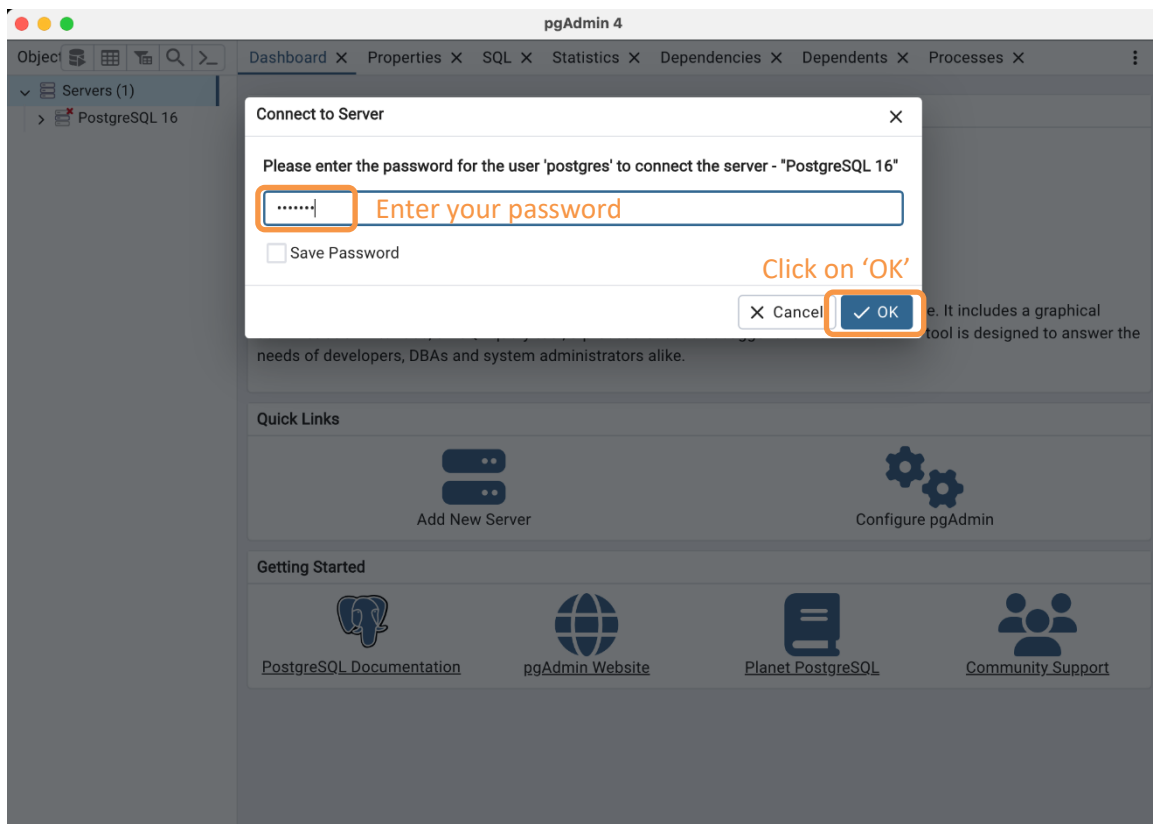 pgAdmin 4
Objec
Dashboard Properties SQL Statistics Dependencies Dependents Processes
Servers (1)
PostgreSQL 16
Connect to Server
Please enter the password for the user 'postgres' to connect the server - "PostgreSQL 16"
••••••• Enter your password
Save Password
Click on ‘OK’
Cancel OK
e. It includes a graphical
tool is designed to answer the
needs of developers, DBAs and system administrators alike.
Quick Links
Add New Server
Configure pgAdmin
Getting Started
PostgreSQL Documentation
pgAdmin Website
Planet PostgreSQL
Community Support